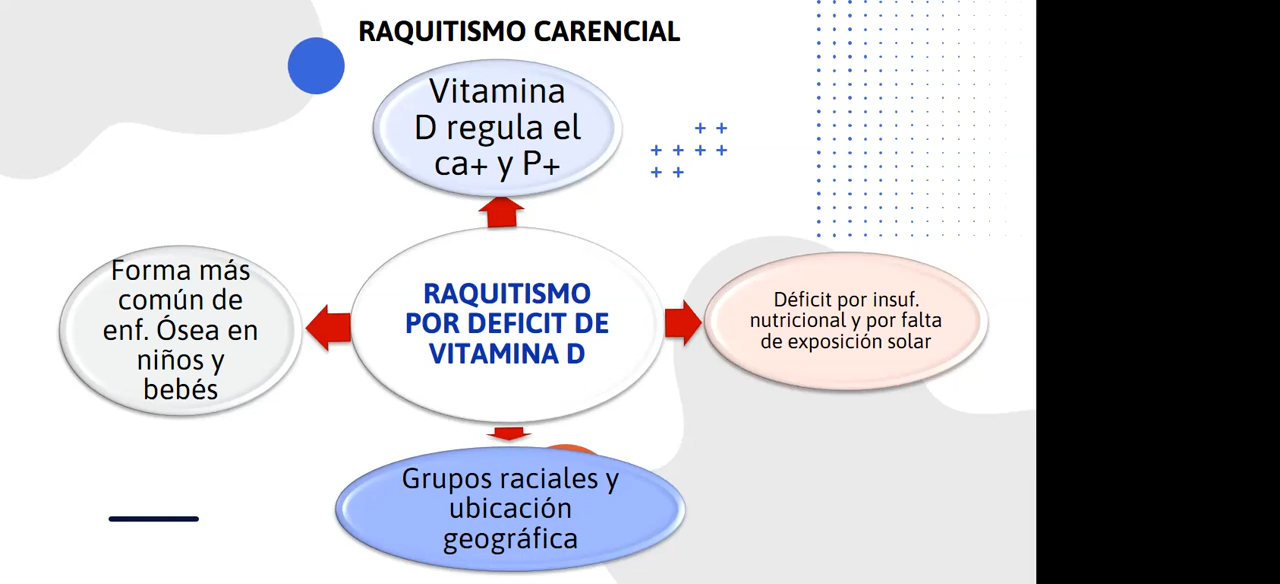 RAQUITISMO CARENCIAL
Vitamina
D regula el
ca+ y P+
Forma más
común de
enf. Ósea en
niños y
bebés
RAQUITISMO
POR DEFICIT DE
VITAMINA D
Déficit por insuf.
nutricional y por falta
de exposición solar
Grupos raciales y
ubicación
geográfica